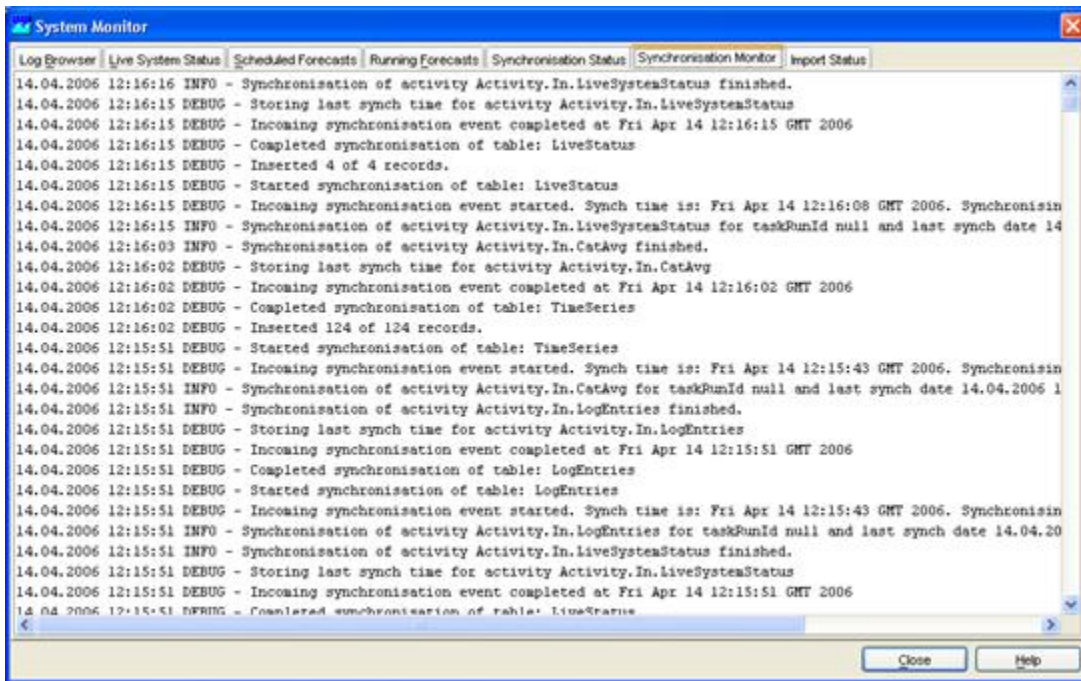 System Monitor
Log Browser Live System Status Scheduled Forecasts Running Forecasts Synchronisation Status Synchronisation Monitor Import Status
14.04.2006 12:16:16 INFO - Synchronisation of activity Activity.In.LiveSystemStatus finished.
14.04.2006 12:16:15 DEBUG - Storing last synch time for activity Activity.In.LiveSystemStatus
14.04.2006 12:16:15 DEBUG - Incoming synchronisation event completed at Fri Apr 14 12:16:15 GMT 2006
14.04.2006 12:16:15 DEBUG - Completed synchronisation of table: LiveStatus
14.04.2006 12:16:15 DEBUG - Inserted 4 of 4 records.
14.04.2006 12:16:15 DEBUG - Started synchronisation of table: LiveStatus
14.04.2006 12:16:15 DEBUG - Incoming synchronisation event started. Synch time is: Fri Apr 14 12:16:08 GMT 2006. Synchronisin
14.04.2006 12:16:15 INFO - Synchronisation of activity Activity.In.LiveSystemStatus for taskRunId null and last synch date 14
14.04.2006 12:16:03 INFO - Synchronisation of activity Activity.In.CatAvg finished.
14.04.2006 12:16:02 DEBUG - Storing last synch time for activity Activity.In.CatAvg
14.04.2006 12:16:02 DEBUG - Incoming synchronisation event completed at Fri Apr 14 12:16:02 GMT 2006
14.04.2006 12:16:02 DEBUG - Completed synchronisation of table: TimeSeries
14.04.2006 12:16:02 DEBUG - Inserted 124 of 124 records.
14.04.2006 12:15:51 DEBUG - Started synchronisation of table: TimeSeries
14.04.2006 12:15:51 DEBUG - Incoming synchronisation event started. Synch time is: Fri Apr 14 12:15:43 GMT 2006. Synchronisin
14.04.2006 12:15:51 INFO - Synchronisation of activity Activity.In.CatAvg for taskRunId null and last synch date 14.04.2006 1
14.04.2006 12:15:51 INFO - Synchronisation of activity Activity.In.LogEntries finished.
14.04.2006 12:15:51 DEBUG - Storing last synch time for activity Activity.In.LogEntries
14.04.2006 12:15:51 DEBUG - Incoming synchronisation event completed at Fri Apr 14 12:15:51 GMT 2006
14.04.2006 12:15:51 DEBUG - Completed synchronisation of table: LogEntries
14.04.2006 12:15:51 DEBUG - Started synchronisation of table: LogEntries
14.04.2006 12:15:51 DEBUG - Incoming synchronisation event started. Synch time is: Fri Apr 14 12:15:43 GMT 2006. Synchronisin
14.04.2006 12:15:51 INFO - Synchronisation of activity Activity.In.LogEntries for taskRunId null and last synch date 14.04.20
14.04.2006 12:15:51 INFO - Synchronisation of activity Activity.In.LiveSystemStatus finished.
14.04.2006 12:15:51 DEBUG - Storing last synch time for activity Activity.In.LiveSystemStatus
14.04.2006 12:15:51 DEBUG - Incoming synchronisation event completed at Fri Apr 14 12:15:51 GMT 2006
14.04.2006 12:15:51 DEBUG - Completed synchronisation of table: LiveStatus
Close Help